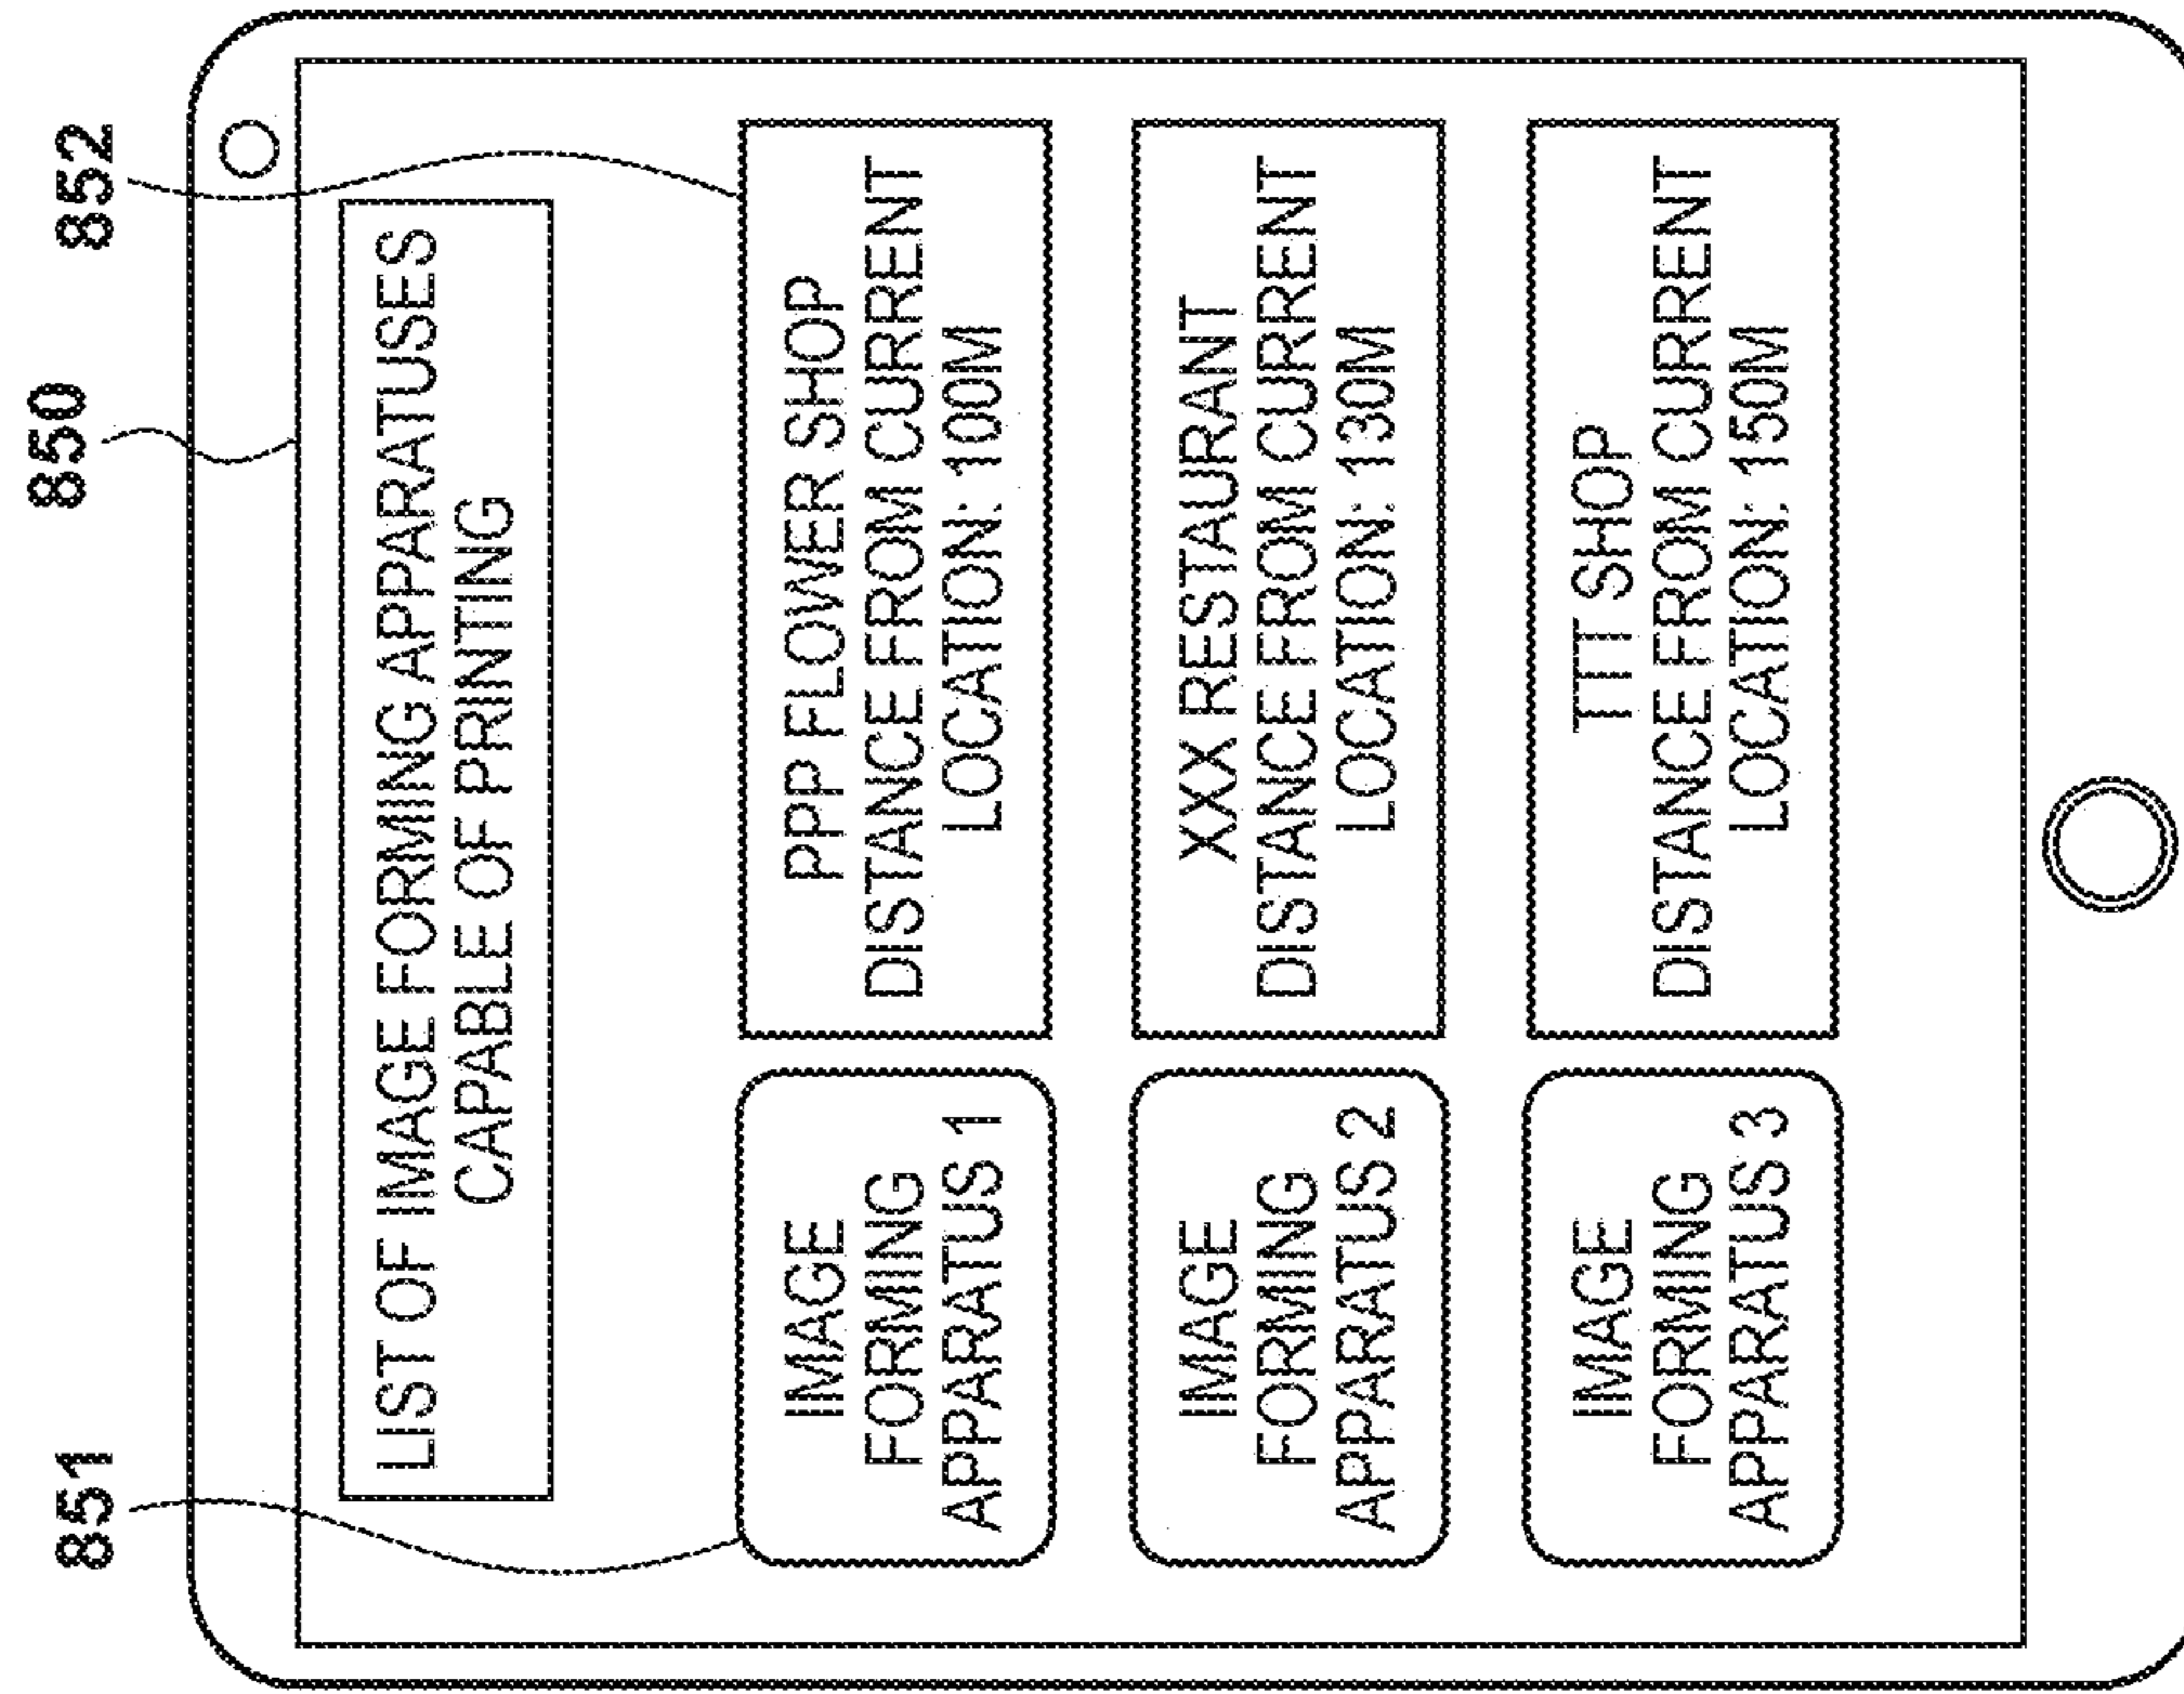 850
851
852
LIST OF IMAGE FORMING APPARATUSES
CAPABLE OF PRINTING
IMAGE
FORMING
APPARATUS 1
PPP FLOWER SHOP
DISTANCE FROM CURRENT
LOCATION: 100M
IMAGE
FORMING
APPARATUS 2
XXX RESTAURANT
DISTANCE FROM CURRENT
LOCATION: 130M
IMAGE
FORMING
APPARATUS 3
TTT SHOP
DISTANCE FROM CURRENT
LOCATION: 150M